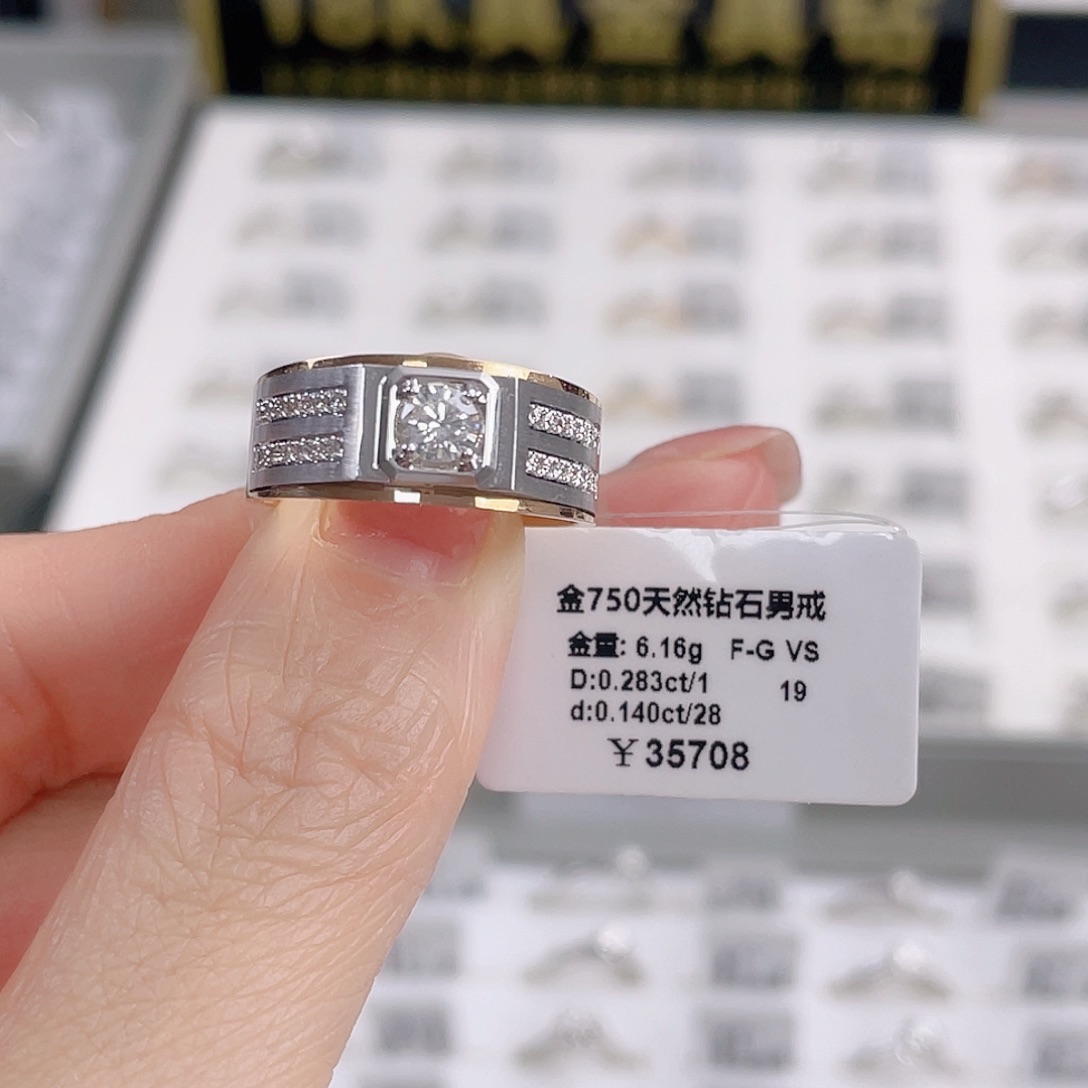 金750天然钻石男戒
金量: 6.16g F-G VS
D:0.283ct/1 19
d:0.140ct/28
￥35708